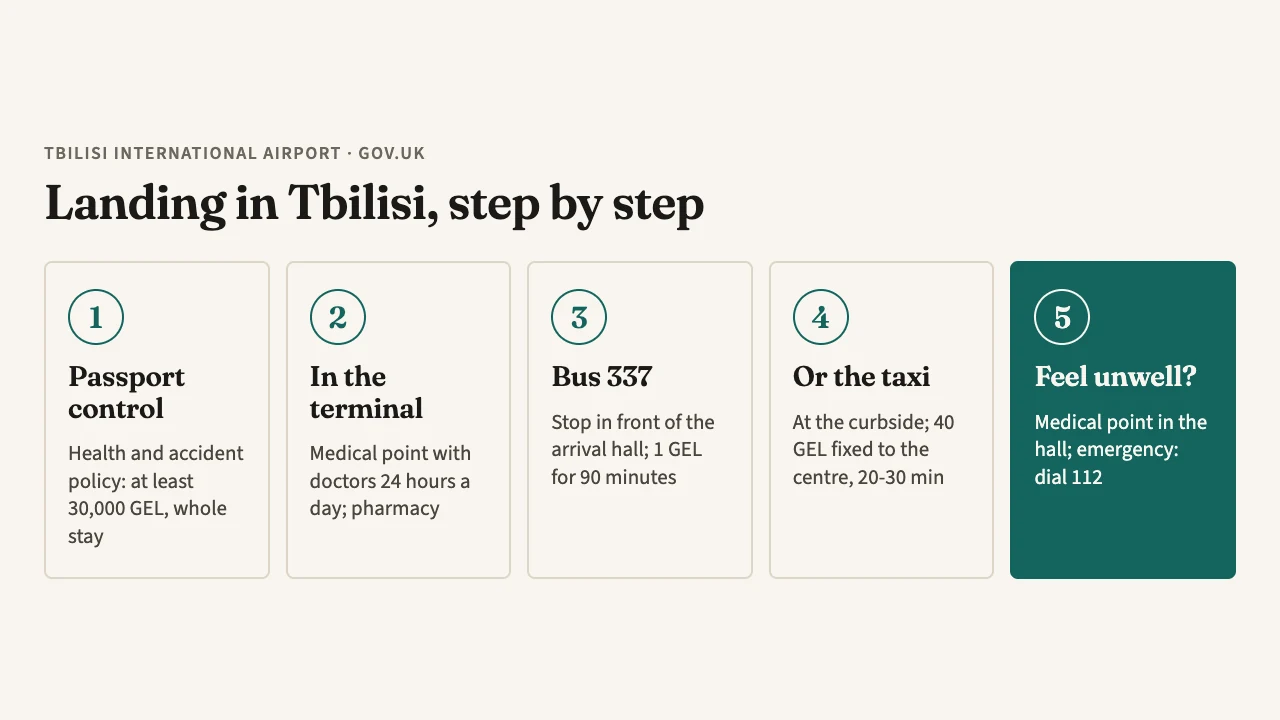 TBILISI INTERNATIONAL AIRPORT · GOV.UK
Landing in Tbilisi, step by step
1
Passport
control
Health and accident
policy: at least
30,000 GEL, whole
stay
2
In the
terminal
Medical point with
doctors 24 hours a
day; pharmacy
3
Bus 337
Stop in front of the
arrival hall; 1 GEL
for 90 minutes
4
Or the taxi
At the curbside; 40
GEL fixed to the
centre, 20-30 min
5
Feel unwell?
Medical point in the
hall; emergency:
dial 112